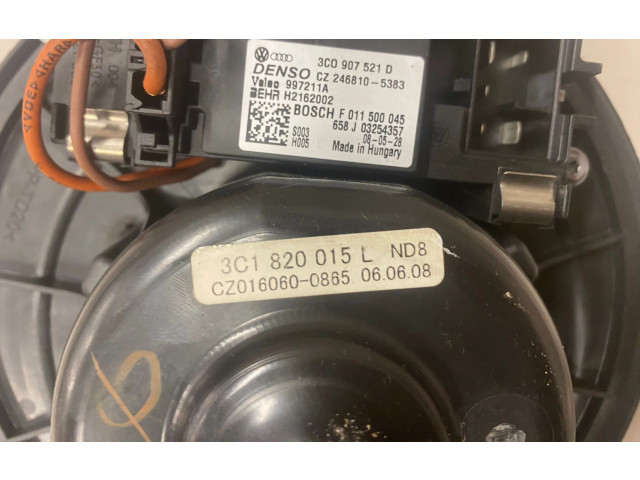 3C0 907 521 D
DENSO CZ 246810-5383
Valeo 997211A
BEHR H2162002
BOSCH F 011 500 045
658 J 03254357
S003 08-05-28
H005 Made in Hungary
3C1 820 015 L ND8
CZ016060-0865 06.06.08